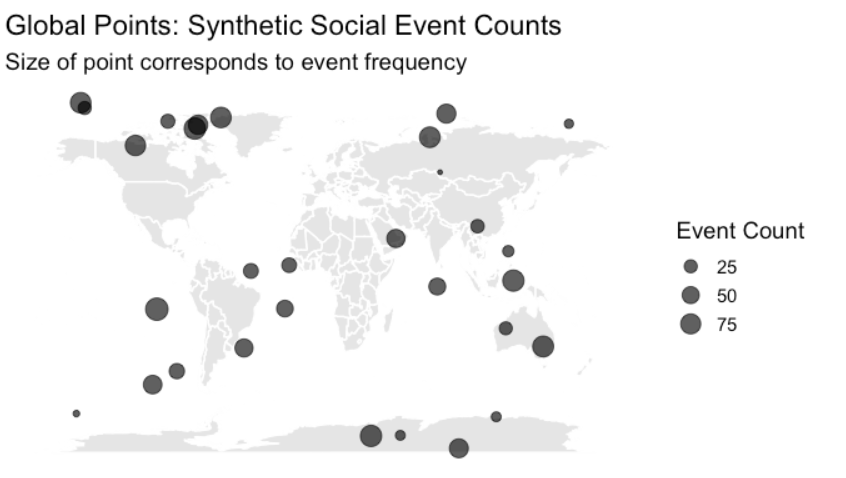 Global Points: Synthetic Social Event Counts
Size of point corresponds to event frequency
Event Count
25
50
75